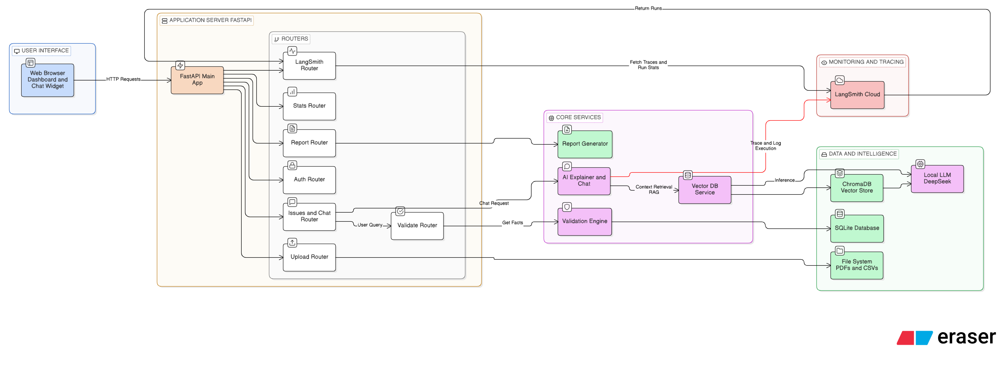 Return Runs
APPLICATION SERVER FASTAPI
ROUTERS
USER INTERFACE
Web Browser
Dashboard and
Chat Widget
HTTP Requests
FastAPI Main
App
LangSmith
Router
Stats Router
Report Router
Auth Router
Issues and Chat
Router
User Query
Validate Router
Upload Router
Fetch Traces and
Run Stats
Chat Request
Get Facts
CORE SERVICES
Report Generator
AI Explainer and
Chat
Context Retrieval
RAG
Vector DB
Service
Validation Engine
Trace and Log
Execution
Inference
MONITORING AND TRACING
LangSmith Cloud
DATA AND INTELLIGENCE
Local LLM
DeepSeek
ChromaDB
Vector Store
SQLite Database
File System
PDFs and CSVs
eraser